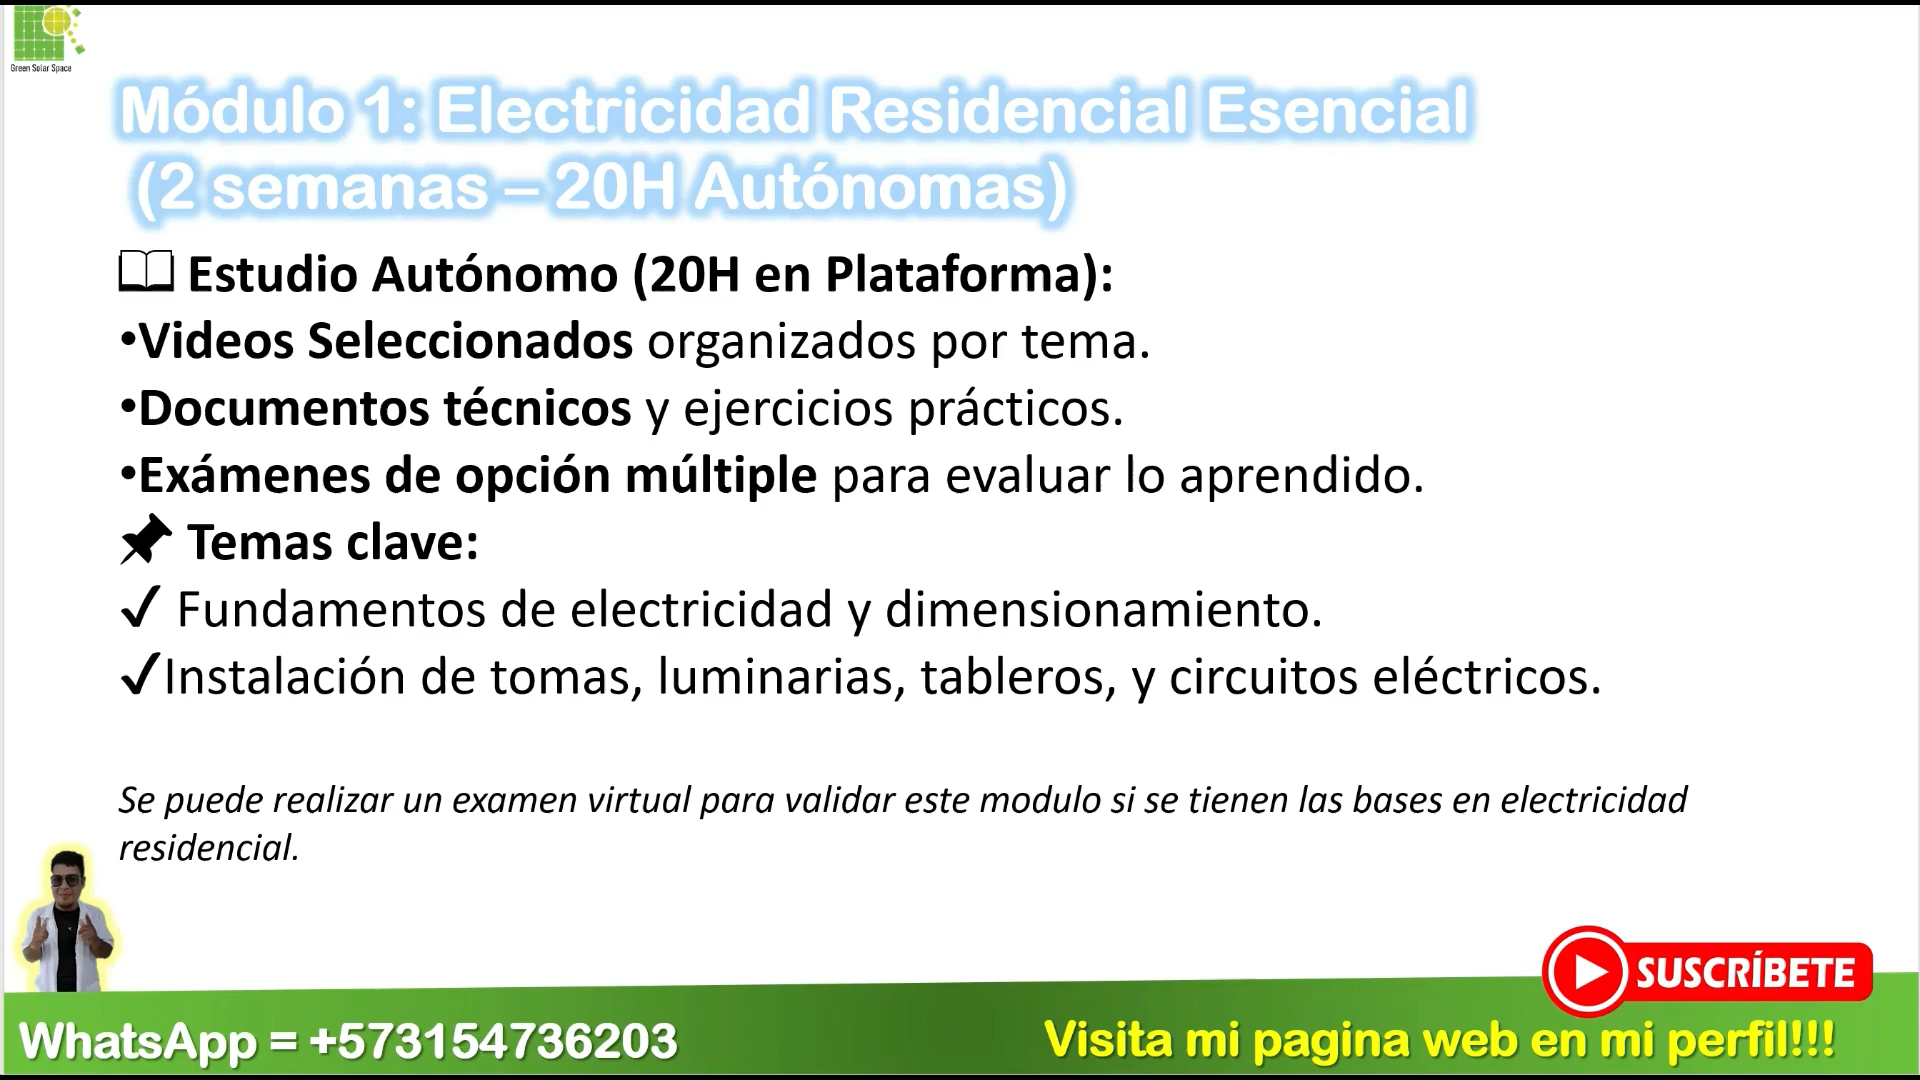 Green Solar Space
Módulo 1: Electricidad Residencial Esencial
(2 semanas – 20H Autónomas)
Estudio Autónomo (20H en Plataforma):
•Videos Seleccionados organizados por tema.
•Documentos técnicos y ejercicios prácticos.
•Exámenes de opción múltiple para evaluar lo aprendido.
Temas clave:
✓ Fundamentos de electricidad y dimensionamiento.
✓Instalación de tomas, luminarias, tableros, y circuitos eléctricos.
Se puede realizar un examen virtual para validar este modulo si se tienen las bases en electricidad
residencial.
SUSCRÍBETE
WhatsApp = +573154736203
Visita mi pagina web en mi perfil!!!